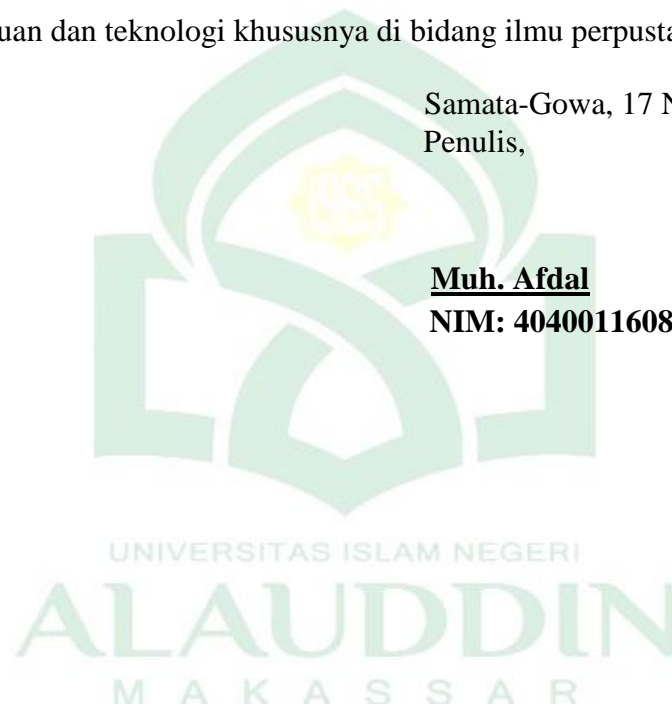 uan dan teknologi khususnya di bidang ilmu perpusta
Samata-Gowa, 17 N
Penulis,
Muh. Afdal
NIM: 4040011608
UNIVERSITAS ISLAM NEGERI
ALAUDDIN
MAKASSAR